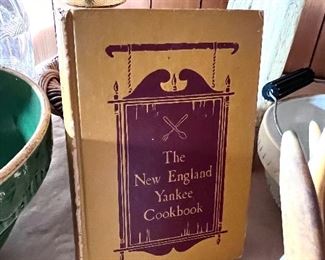 The
New England
Yankee
Cookbook